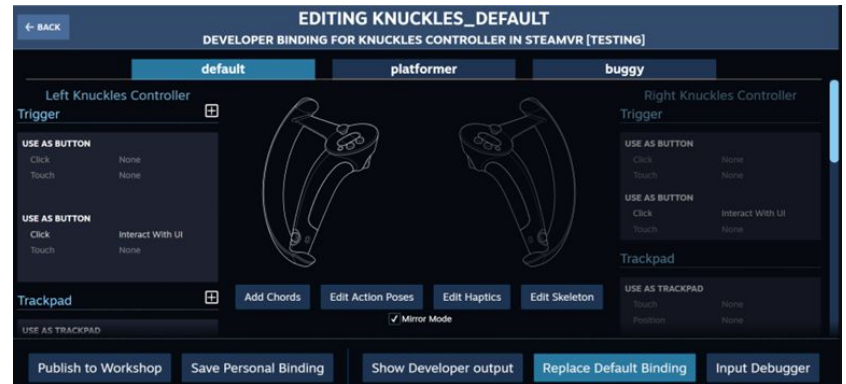 ← BACK
EDITING KNUCKLES_DEFAULT
DEVELOPER BINDING FOR KNUCKLES CONTROLLER IN STEAMVR [TESTING]
default platformer buggy
Left Knuckles Controller
Trigger
USE AS BUTTON
Click None
Touch None
USE AS BUTTON
Click Interact With UI
Touch None
Trackpad
USE AS TRACKPAD
Add Chords Edit Action Poses Edit Haptics Edit Skeleton
Mirror Mode
Right Knuckles Controller
Trigger
USE AS BUTTON
Click None
Touch None
USE AS BUTTON
Click Interact With UI
Touch None
Trackpad
USE AS TRACKPAD
Touch None
Position None
Publish to Workshop Save Personal Binding Show Developer output Replace Default Binding Input Debugger